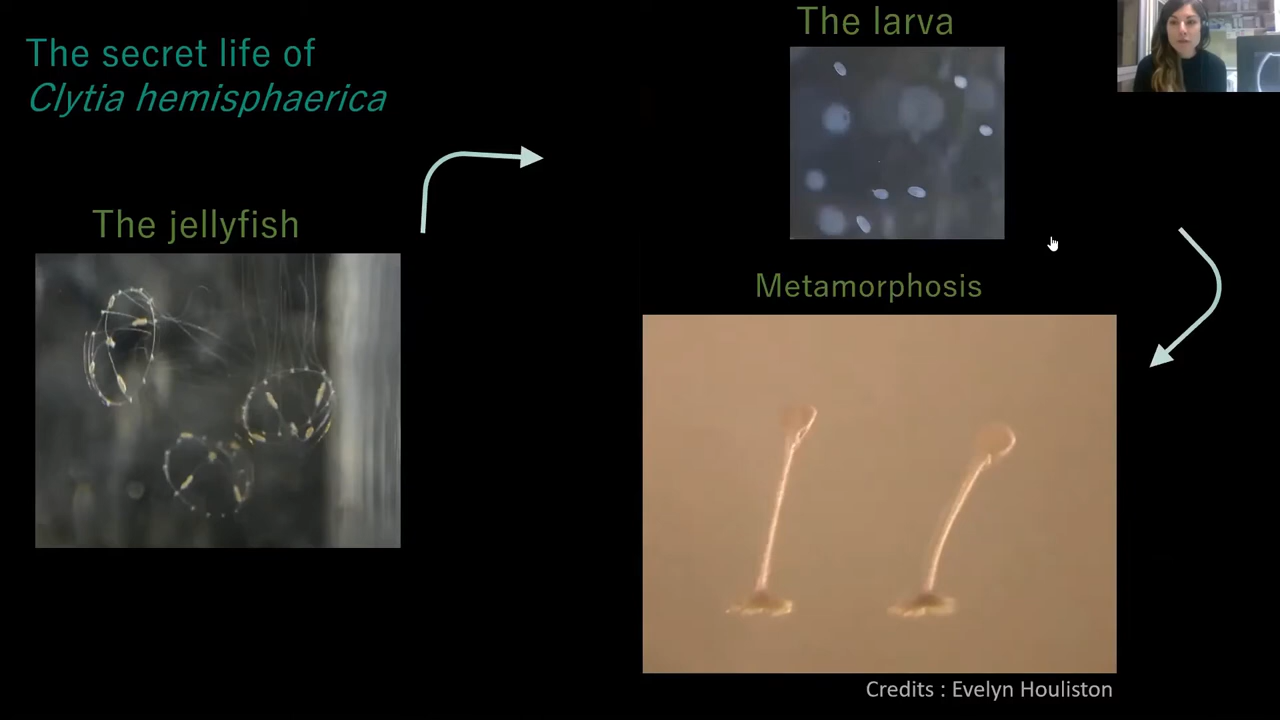 The secret life of
Clytia hemisphaerica
The jellyfish
The larva
Metamorphosis
Credits : Evelyn Houliston